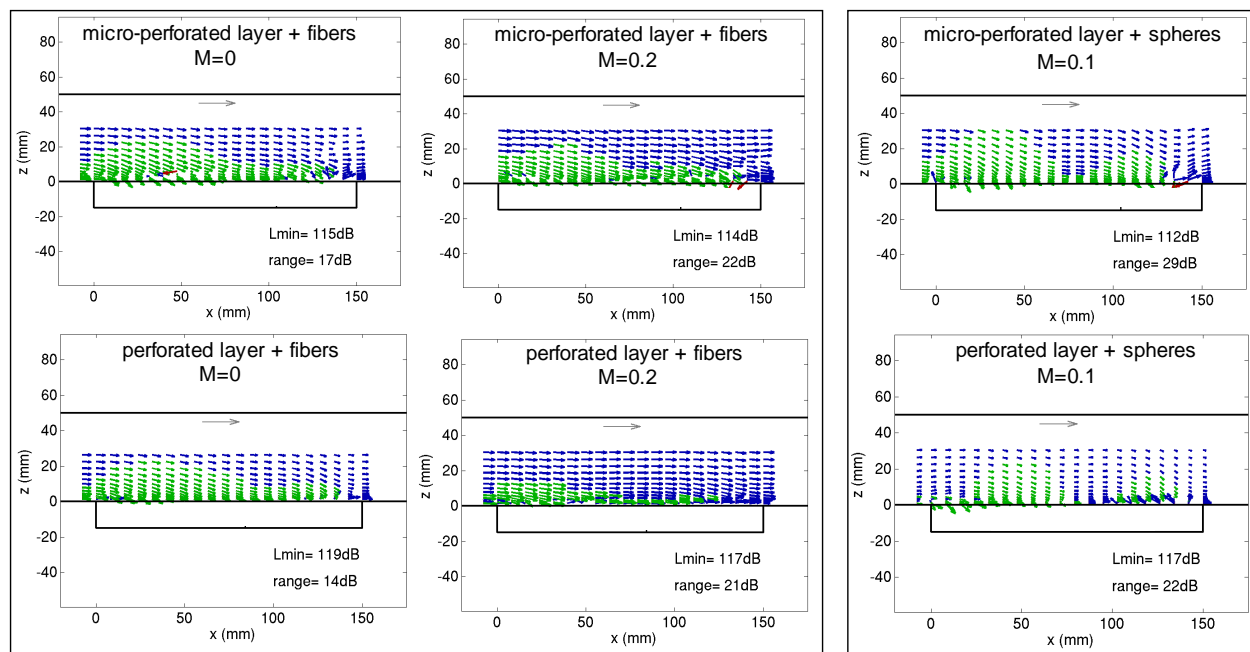 micro-perforated layer + fibers
M=0
80
60
40
20
0
-20
-40
z (mm)
Lmin= 115dB
range= 17dB
0
50
100
150
x (mm)
micro-perforated layer + fibers
M=0.2
80
60
40
20
0
-20
-40
z (mm)
Lmin= 114dB
range= 22dB
0
50
100
150
x (mm)
micro-perforated layer + spheres
M=0.1
80
60
40
20
0
-20
-40
z (mm)
Lmin= 112dB
range= 29dB
0
50
100
150
x (mm)
perforated layer + fibers
M=0
80
60
40
20
0
-20
-40
z (mm)
Lmin= 119dB
range= 14dB
0
50
100
150
x (mm)
perforated layer + fibers
M=0.2
80
60
40
20
0
-20
-40
z (mm)
Lmin= 117dB
range= 21dB
0
50
100
150
x (mm)
perforated layer + spheres
M=0.1
80
60
40
20
0
-20
-40
z (mm)
Lmin= 117dB
range= 22dB
0
50
100
150
x (mm)